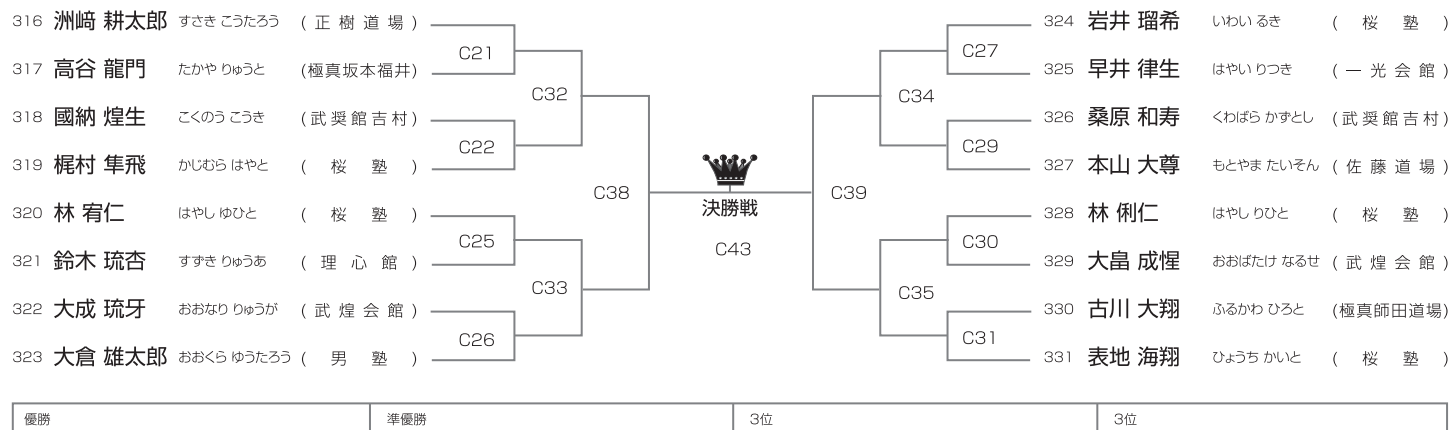 316 洲﨑 耕太郎 すさき こうたろう (正樹道場)
C21
317 高谷 龍門 たかや りゅうと (極真坂本福井)
C32
318 國納 煌生 こくのう こうき (武奨館吉村)
C22
319 梶村 隼飛 かじむら はやと (桜塾)
C38
320 林 宥仁 はやし ゆひと (桜塾)
C25
321 鈴木 琉杏 すずき りゅうあ (理心館)
C33
322 大成 琉牙 おおなり りゅうが (武煌会館)
C26
323 大倉 雄太郎 おおくら ゆうたろう (男塾)
決勝戦
C43
324 岩井 瑠希 いわい るき (桜塾)
C27
325 早井 律生 はやい りつき (一光会館)
C34
326 桑原 和寿 くわばら かずとし (武奨館吉村)
C29
327 本山 大尊 もとやま たいそん (佐藤道場)
C39
328 林 俐仁 はやし りひと (桜塾)
C30
329 大畠 成惺 おおばたけ なるせ (武煌会館)
C35
330 古川 大翔 ふるかわ ひろと (極真師田道場)
C31
331 表地 海翔 ひょうち かいと (桜塾)
優勝 準優勝 3位 3位